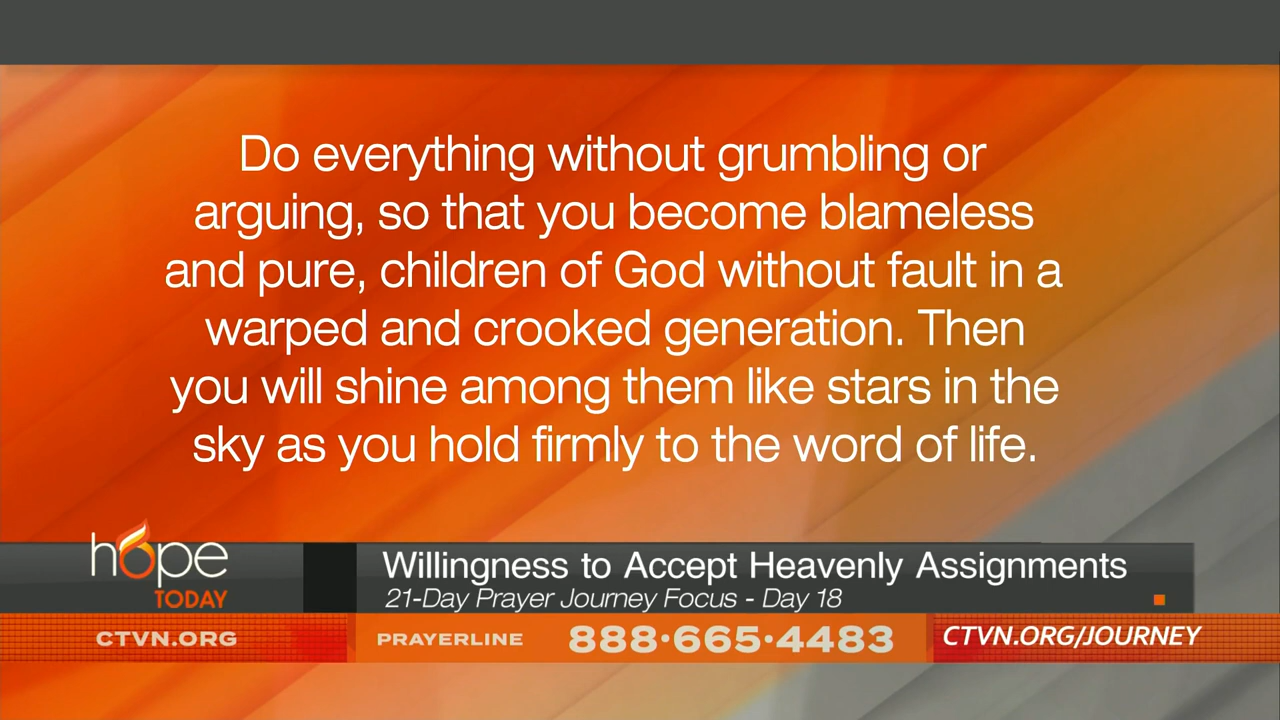 Do everything without grumbling or
arguing, so that you become blameless
and pure, children of God without fault in a
warped and crooked generation. Then
you will shine among them like stars in the
sky as you hold firmly to the word of life.
hope
TODAY
Willingness to Accept Heavenly Assignments
21-Day Prayer Journey Focus - Day 18
CTVN.ORG
PRAYERLINE 888•665•4483
CTVN.ORG/JOURNEY